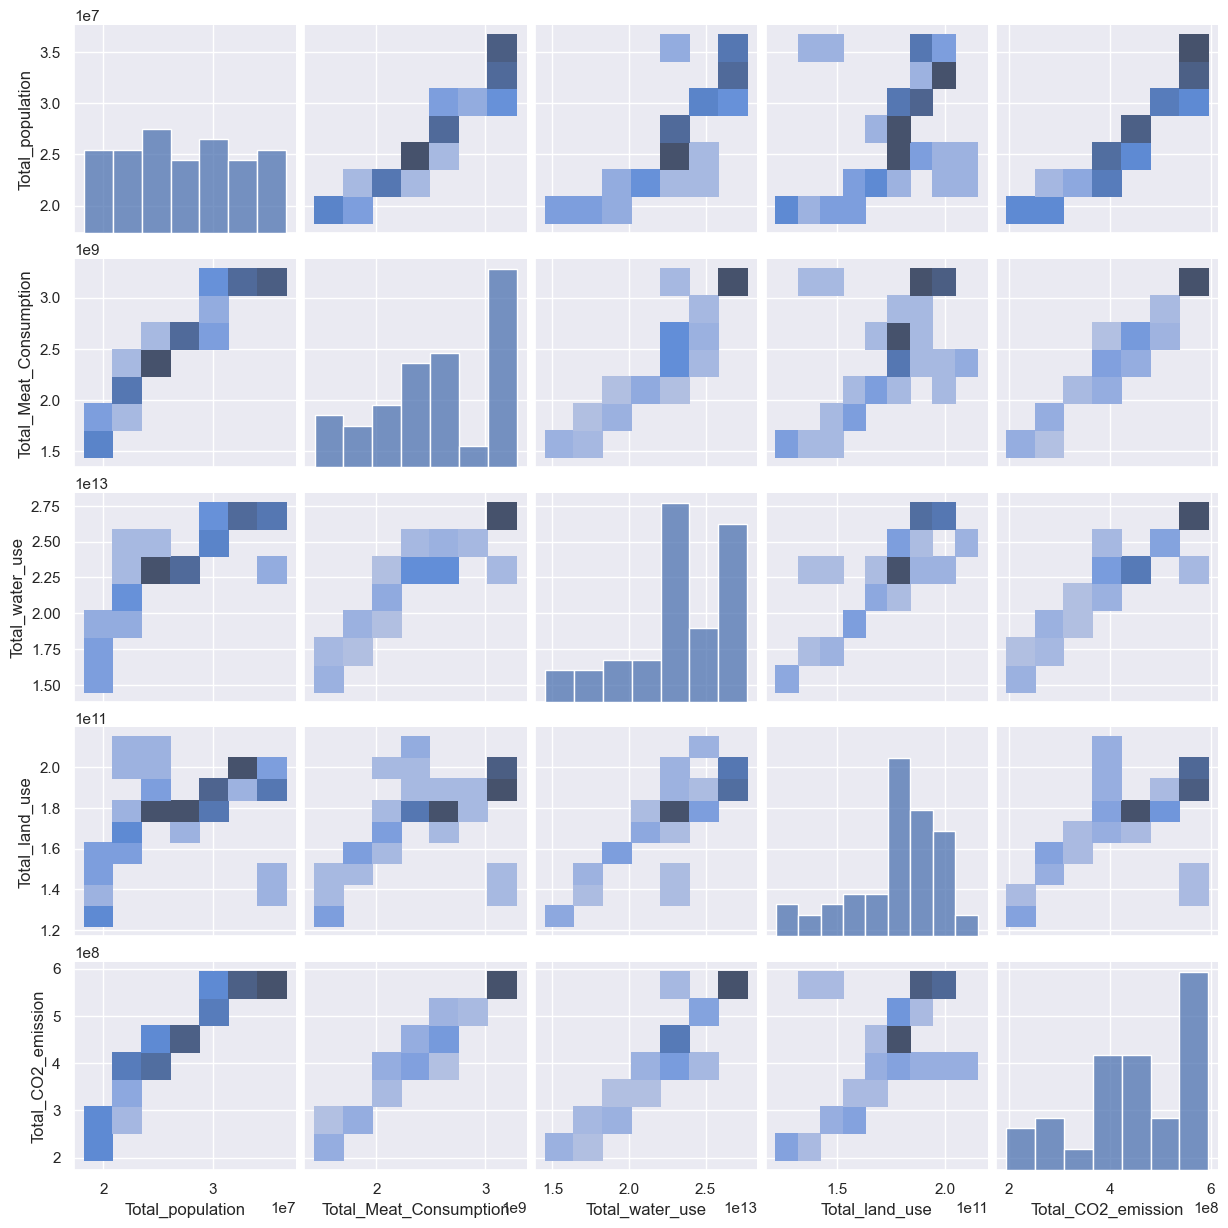 1e7
3.5
3.0
2.5
2.0
Total_population
1e9
3.0
2.5
2.0
1.5
Total_Meat_Consumption
1e13
2.75
2.50
2.25
2.00
1.75
1.50
Total_water_use
1e11
2.0
1.8
1.6
1.4
1.2
Total_land_use
1e8
6
5
4
3
2
Total_CO2_emission
2 3
Total_population 1e7
2 3
Total_Meat_Consumption 1e9
1.5 2.0 2.5
Total_water_use 1e13
1.5 2.0
Total_land_use 1e11
2 4 6
Total_CO2_emission 1e8